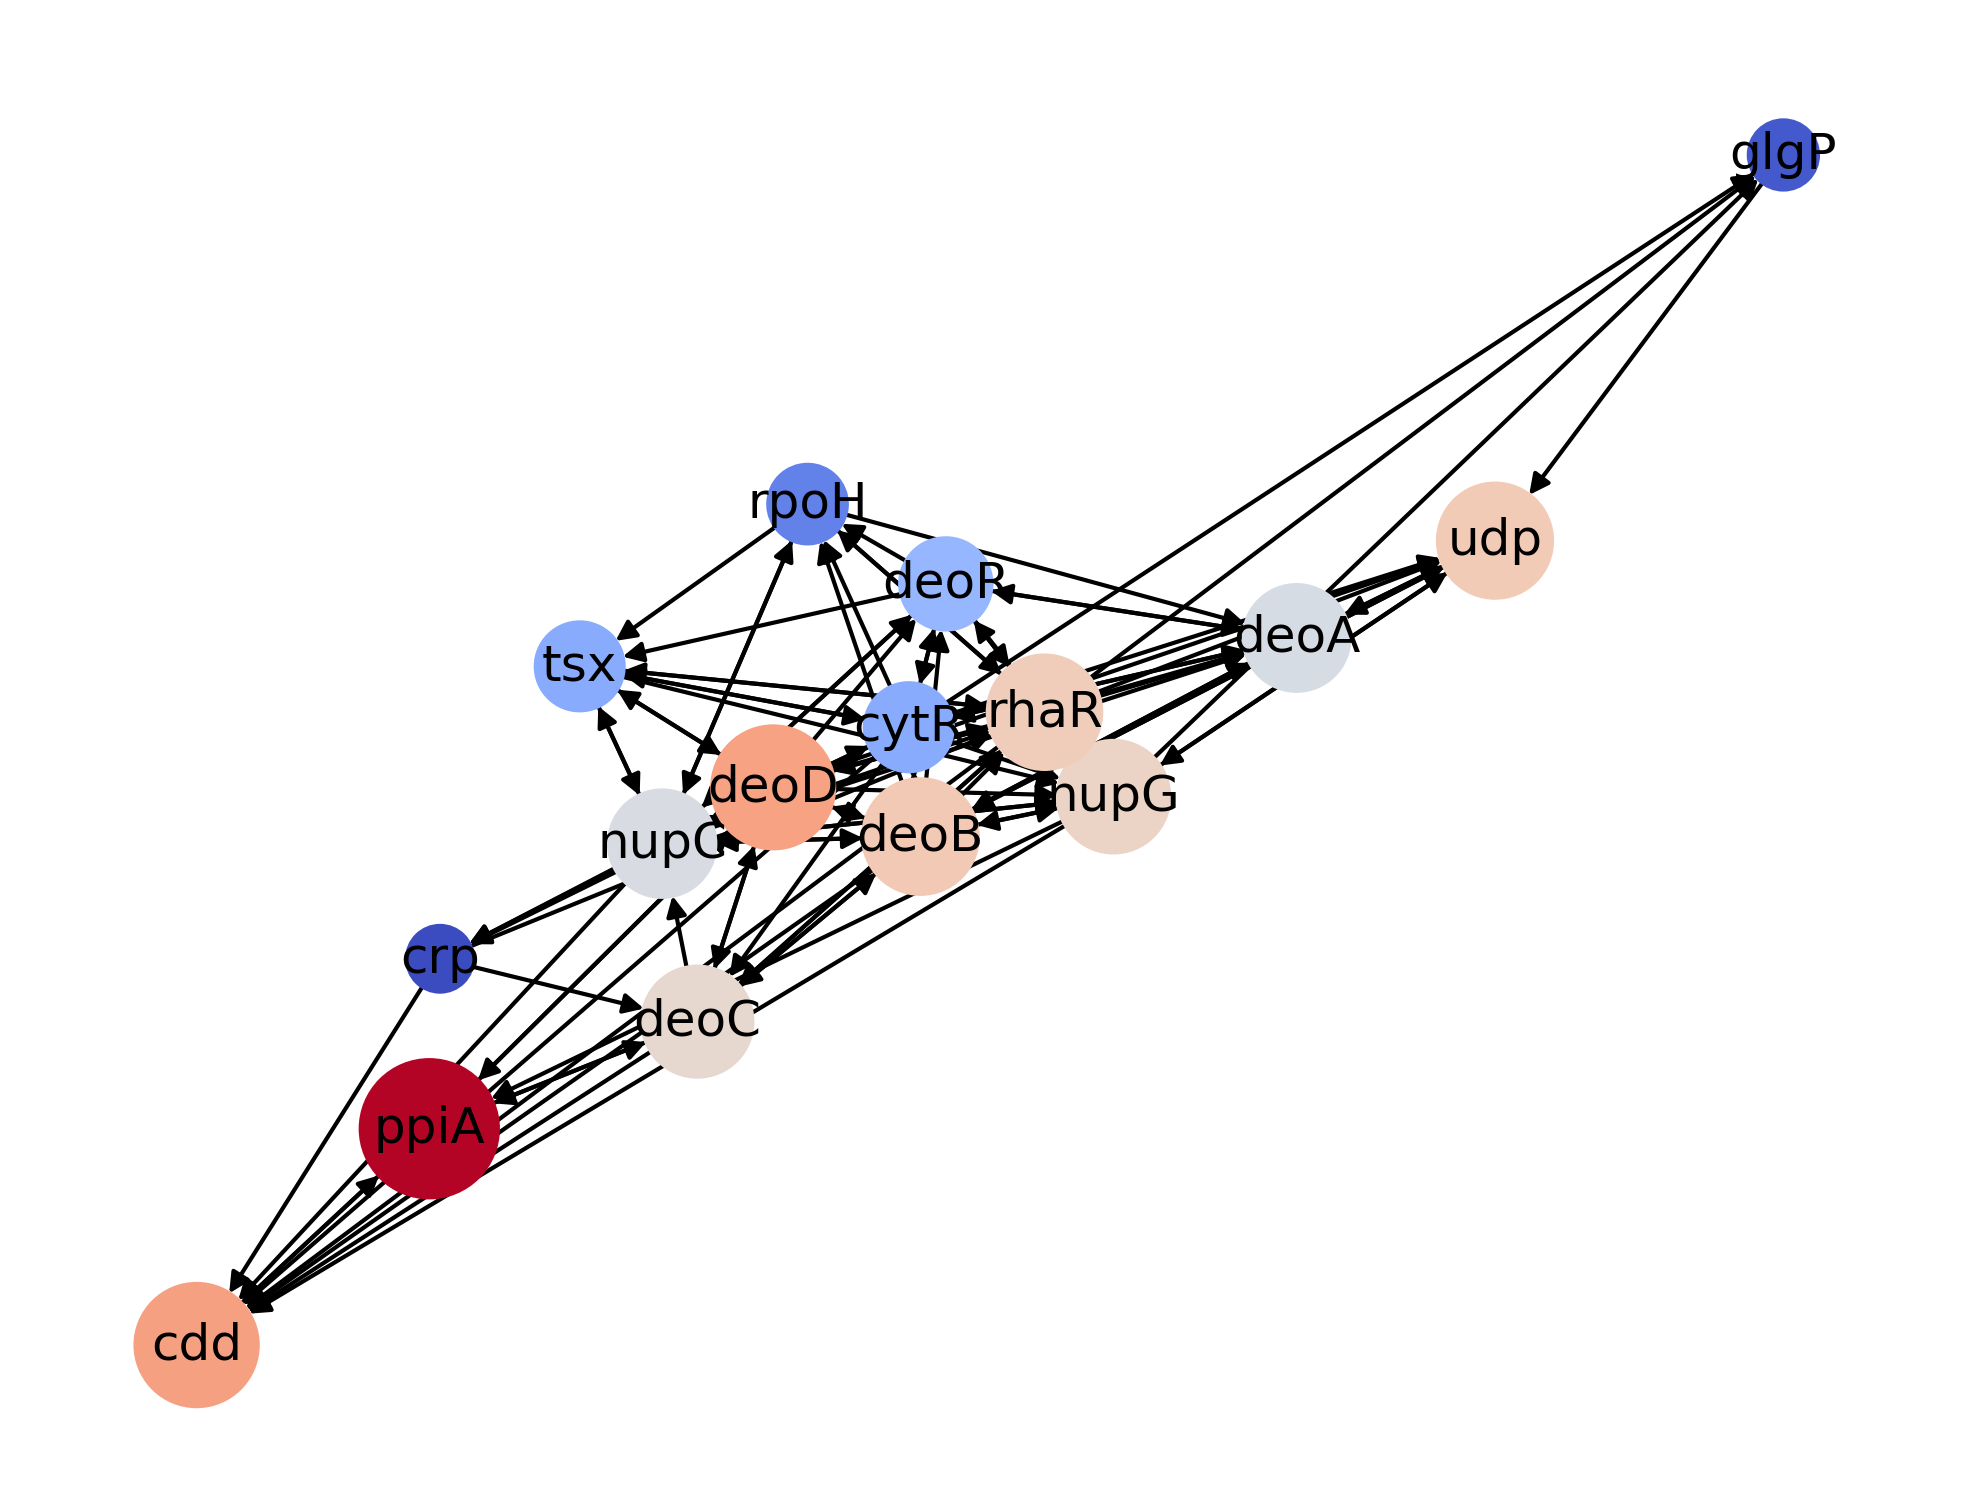 glgP
rpoH
udp
deoR
deoA
tsx
rhaR
cytR
deoD
nupG
deoB
nupC
crp
deoC
ppiA
cdd